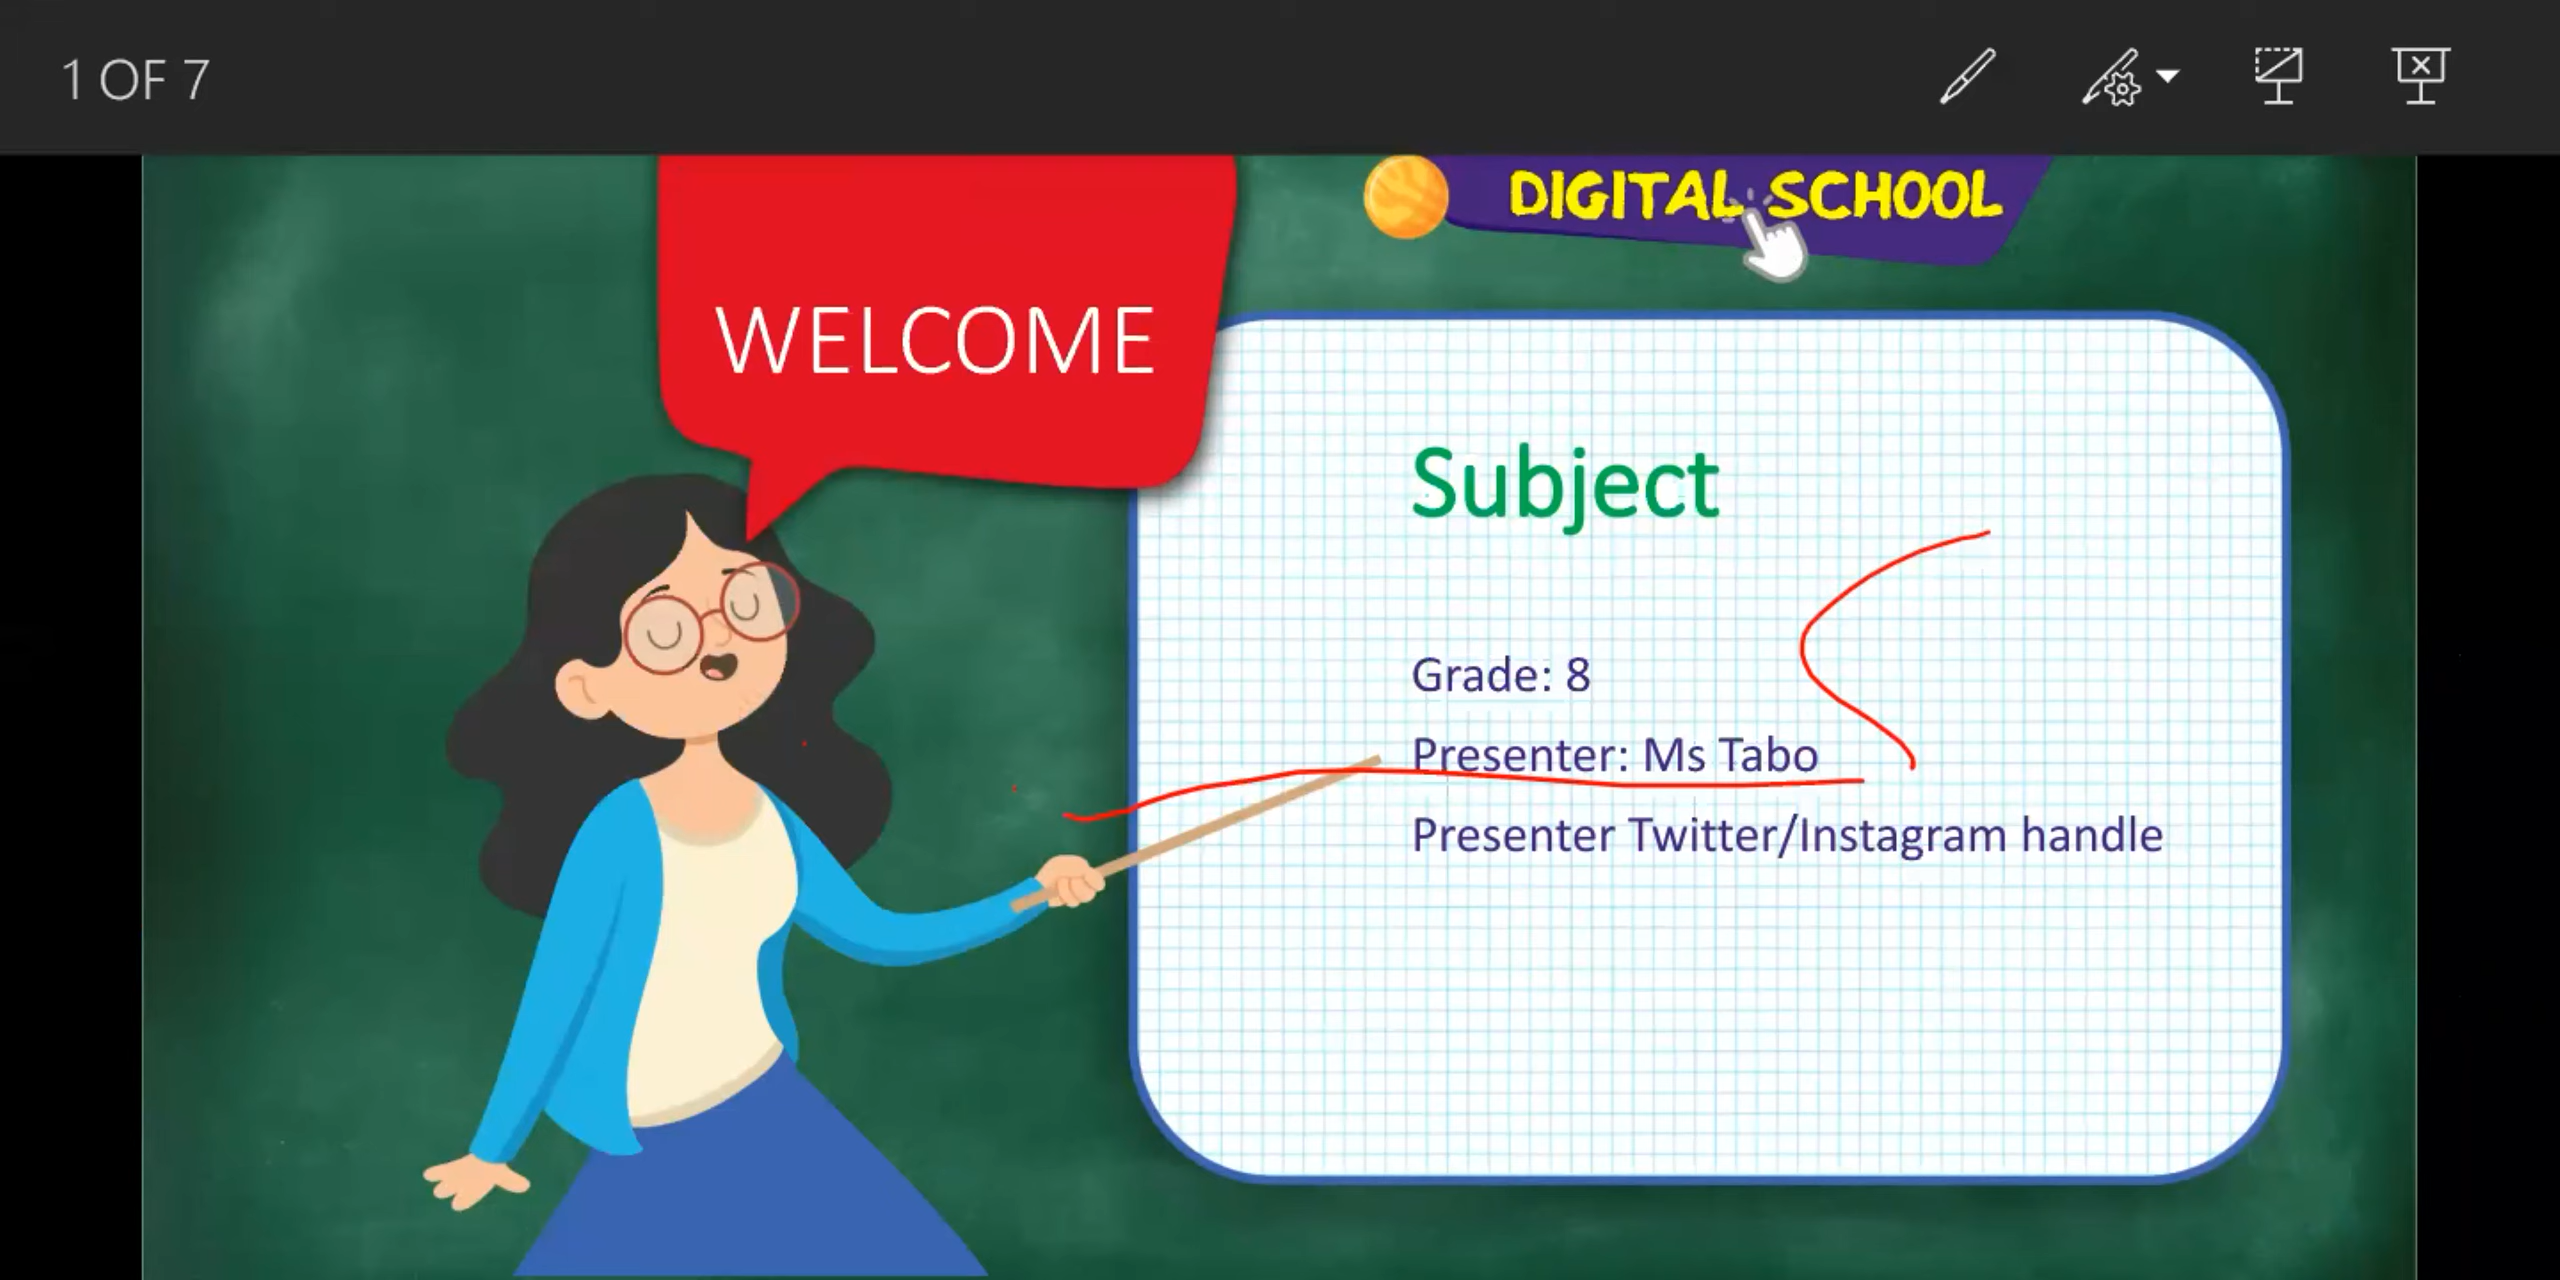 1 OF 7
DIGITAL SCHOOL
WELCOME
Subject
Grade: 8
Presenter: Ms Tabo
Presenter Twitter/Instagram handle